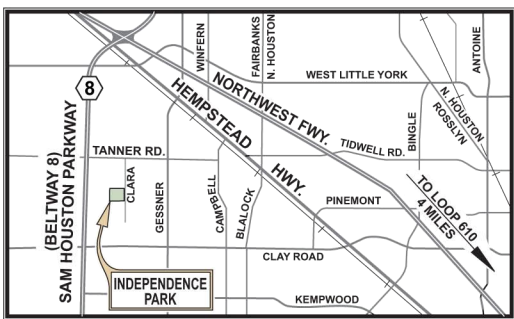 WINFERN
FAIRBANKS
N. HOUSTON
ANTOINE
WEST LITTLE YORK
8
NORTHWEST FWY.
HEMPSTEAD
HWY.
N. HOUSTON
ROSSLYN
BINGLE
TIDWELL RD.
TANNER RD.
CLARA
GESSNER
CAMPBELL
BLALOCK
PINEMONT
TO LOOP 610
4 MILES
(BELTWAY 8)
SAM HOUSTON PARKWAY
CLAY ROAD
INDEPENDENCE
PARK
KEMPWOOD